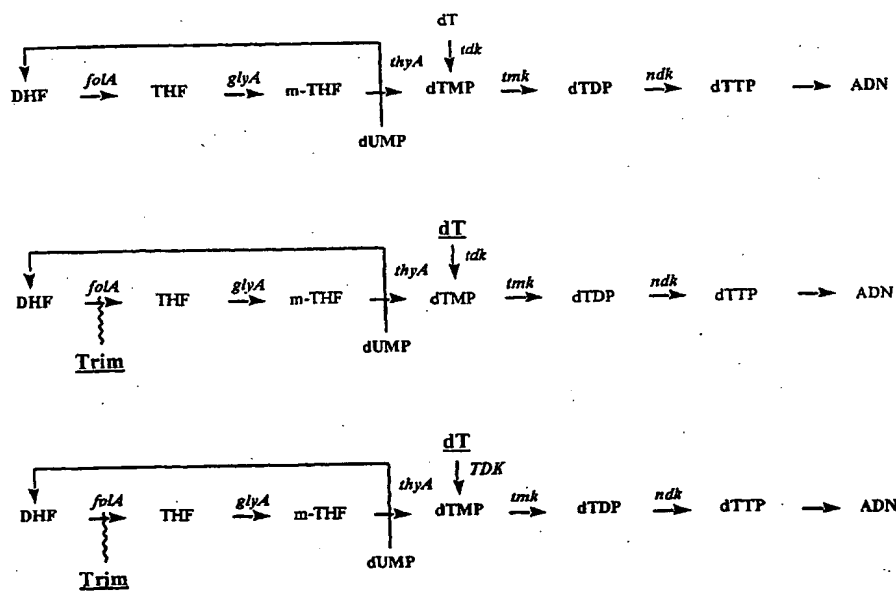 dT
thyA tdk
folA glyA tmk ndk
DHF THF m-THF dTMP dTDP dTTP ADN
dUMP
dT
thyA tdk
folA glyA tmk ndk
DHF THF m-THF dTMP dTDP dTTP ADN
dUMP
Trim
dT
thyA TDK
folA glyA tmk ndk
DHF THF m-THF dTMP dTDP dTTP ADN
dUMP
Trim